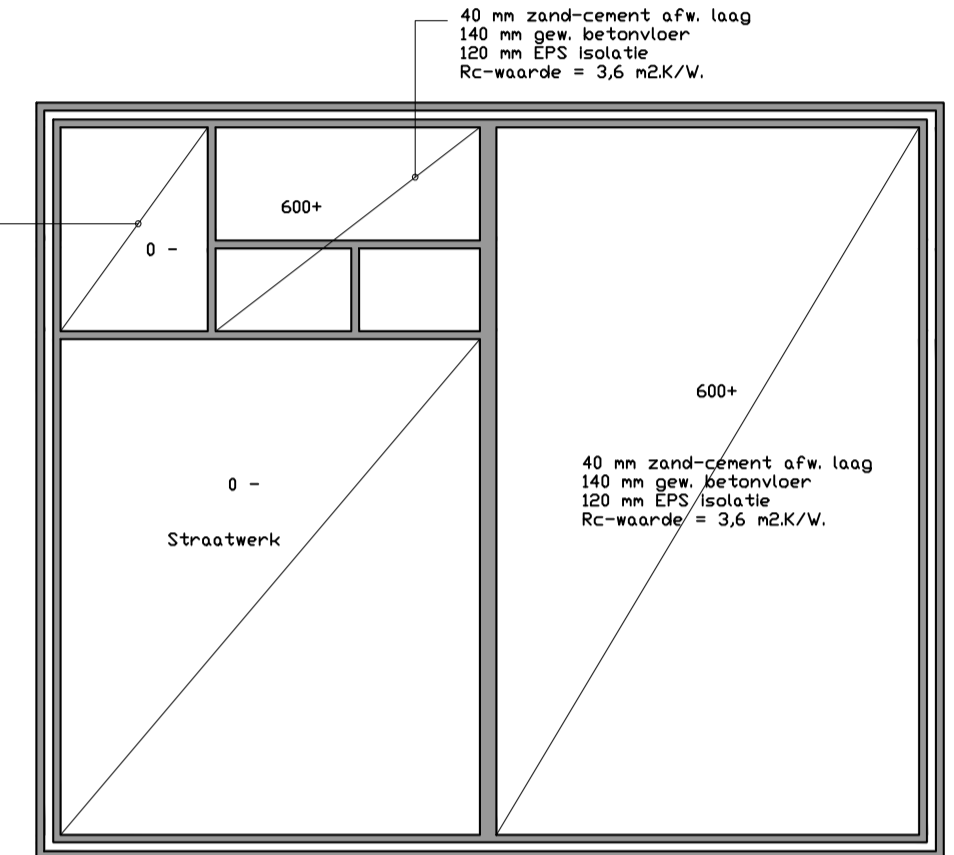 40 mm zand-cement afw. laag
140 mm gew. betonvloer
120 mm EPS isolatie
Rc-waarde = 3,6 m2.K/W.
600+
0 -
600+
40 mm zand-cement afw. laag
140 mm gew. betonvloer
120 mm EPS isolatie
Rc-waarde = 3,6 m2.K/W.
0 -
Straatwerk